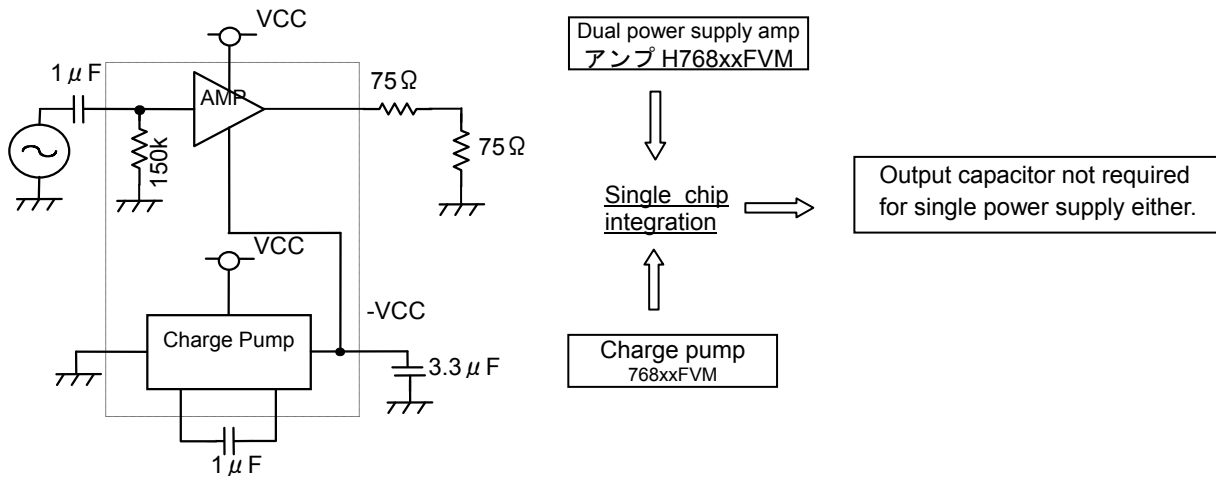 VCC
1μF
AMP
150k
75Ω
75Ω
VCC
-VCC
Charge Pump
3.3μF
1μF
Dual power supply amp
アンプ H768xxFVM
Single chip
integration
Output capacitor not required
for single power supply either.
Charge pump
768xxFVM